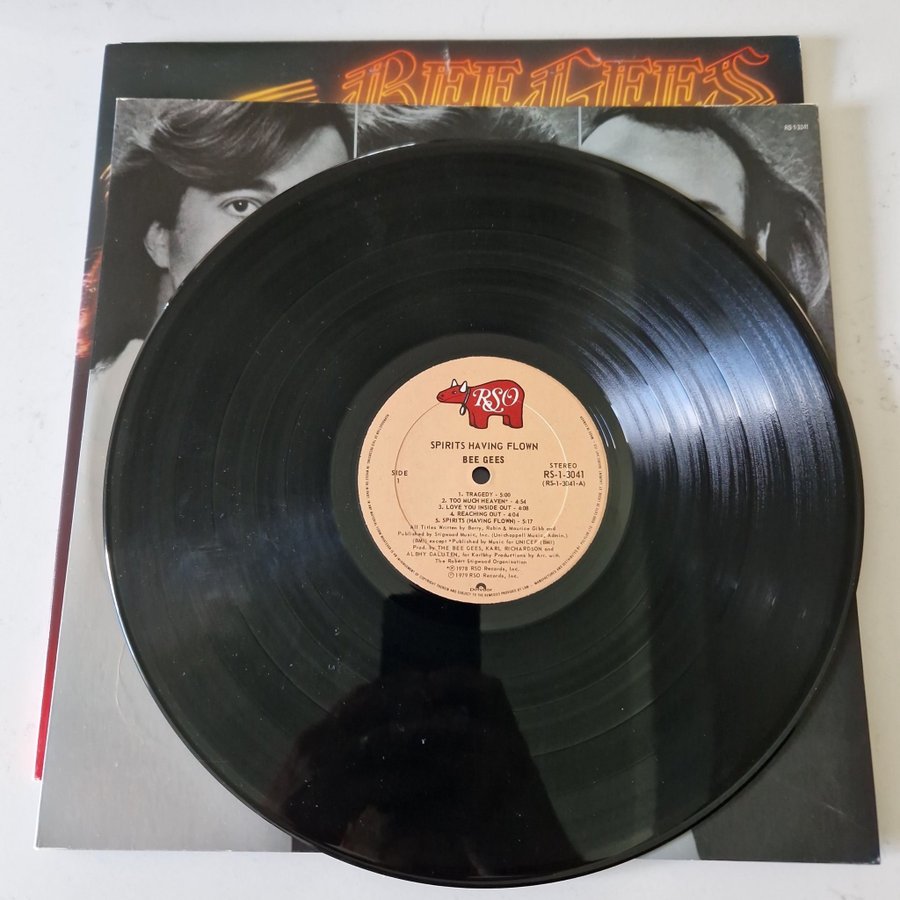 BEE GEES
RS-1-3041
RSO
SPIRITS HAVING FLOWN
BEE GEES
SIDE
1
STEREO
RS-1-3041
(RS-1-3041-A)
1. TRAGEDY - 5:00
2. TOO MUCH HEAVEN* - 4:54
3. LOVE YOU INSIDE OUT - 4:08
4. REACHING OUT - 4:04
5. SPIRITS (HAVING FLOWN) - 5:17
All Titles Written by Barry, Robin & Maurice Gibb and
Published by Stigwood Music, Inc. (Unichappell Music, Admin.)
(BMI) except *Published by Music for UNICEF (BMI)
Prod. by THE BEE GEES, KARL RICHARDSON and
ALBHY GALUTEN, for Karlbhy Productions by Arr. with
The Robert Stigwood Organisation
*Ⓟ 1978 RSO Records, Inc.
Ⓟ 1979 RSO Records, Inc.